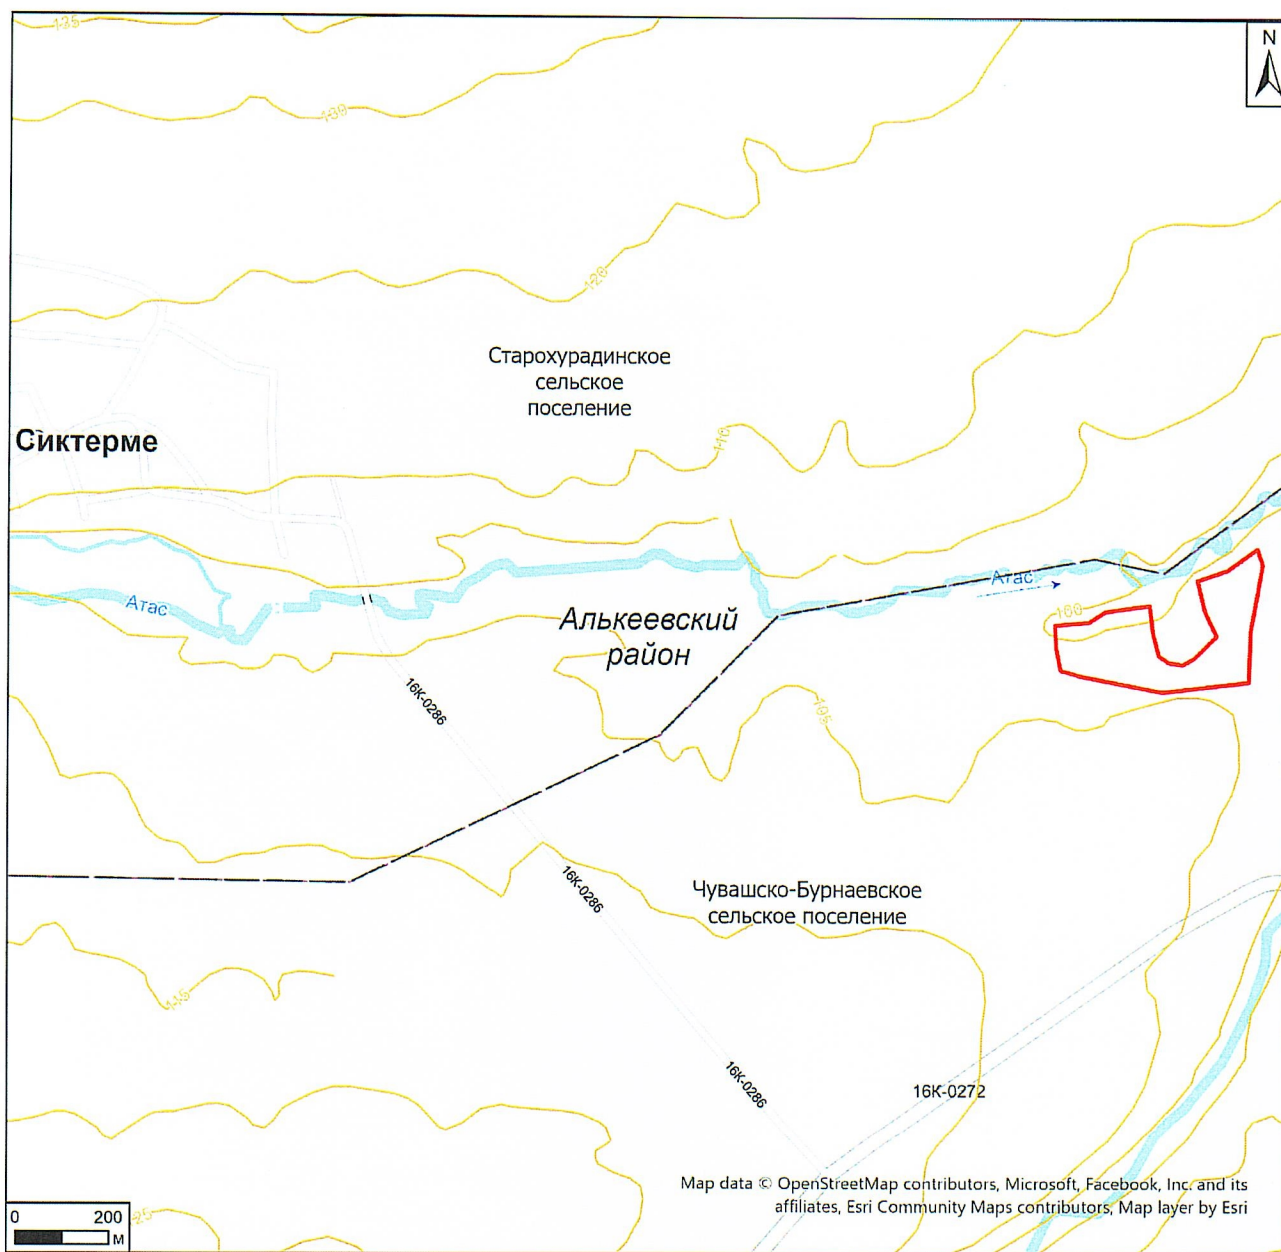 135
N
130
120
Старохурадинское
сельское
поселение
Сиктерме
110
Атас
Атас
100
Алькеевский
район
16К-0286
105
16К-0286
Чувашско-Бурнаевское
сельское поселение
115
16К-0286
16К-0272
Map data © OpenStreetMap contributors, Microsoft, Facebook, Inc. and its
affiliates, Esri Community Maps contributors, Map layer by Esri
0 200
М